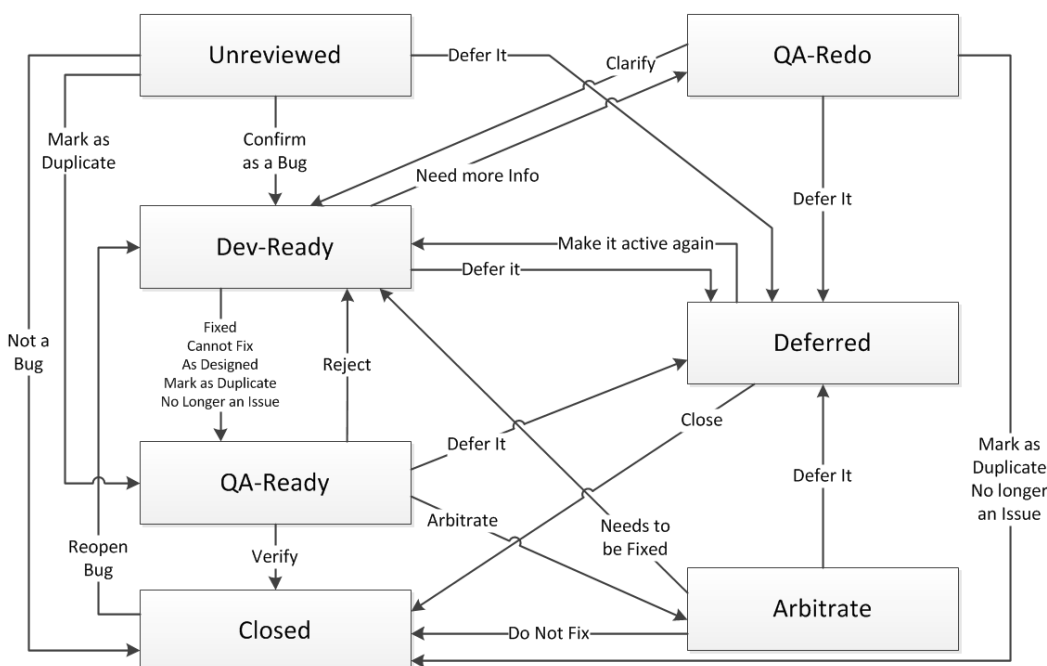 Unreviewed
Defer It
Clarify
QA-Redo
Mark as
Duplicate
Confirm
as a Bug
Need more Info
Defer It
Dev-Ready
Make it active again
Defer it
Not a
Bug
Fixed
Cannot Fix
As Designed
Mark as Duplicate
No Longer an Issue
Reject
Deferred
Close
Defer It
QA-Ready
Mark as
Duplicate
No longer
an Issue
Defer It
Arbitrate
Needs to
be Fixed
Reopen
Bug
Verify
Closed
Do Not Fix
Arbitrate